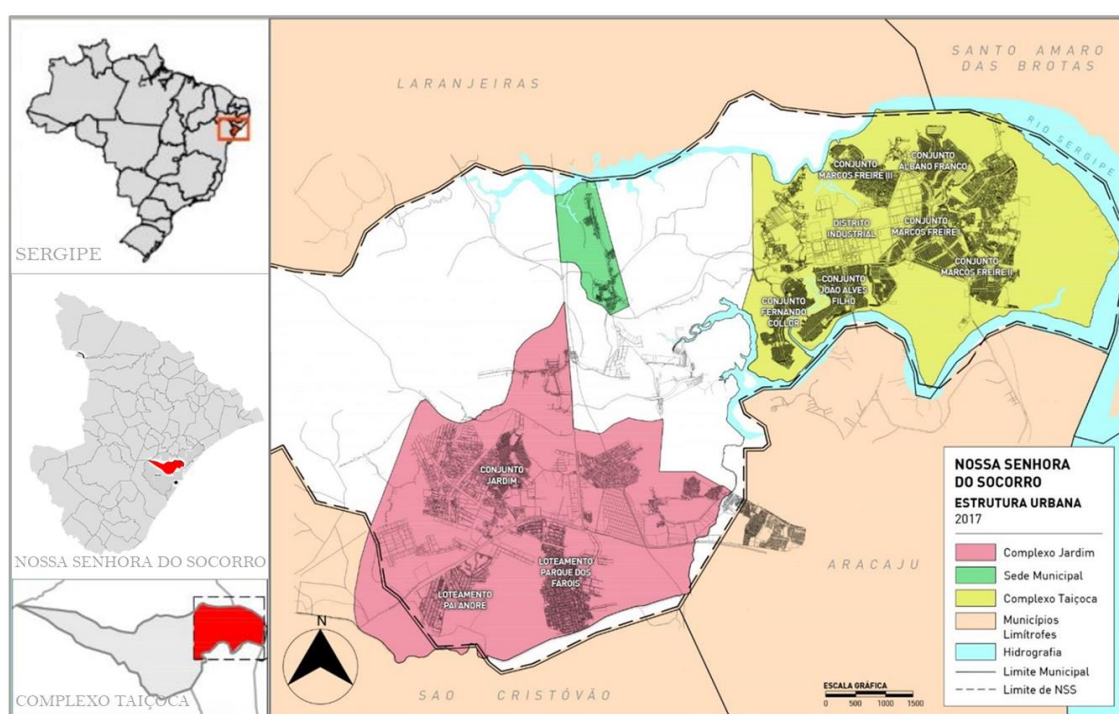 SERGIPE
NOSSA SENHORA DO SOCORRO
COMPLEXO TAIÇOCA
LARANJEIRAS
SANTO AMARO
DAS BROTAS
RIO SERGIPE
CONJUNTO
MARCOS FREIRE III
CONJUNTO
ALBANO FRANCO
DISTRITO
INDUSTRIAL
CONJUNTO
MARCOS FREIRE I
CONJUNTO
MARCOS FREIRE II
CONJUNTO
JOAO ALVES
FILHO
CONJUNTO
FERNANDO
COLLOR
CONJUNTO
JARDIM
LOTEAMENTO
PARQUE DOS
FAROIS
LOTEAMENTO
PAI ANDRE
ARACAJU
SAO CRISTÓVÃO
N
ESCALA GRÁFICA
0 500 1000 1500
NOSSA SENHORA
DO SOCORRO
ESTRUTURA URBANA
2017
Complexo Jardim
Sede Municipal
Complexo Taiçoca
Municípios
Limítrofes
Hidrografia
Limite Municipal
Limite de NSS